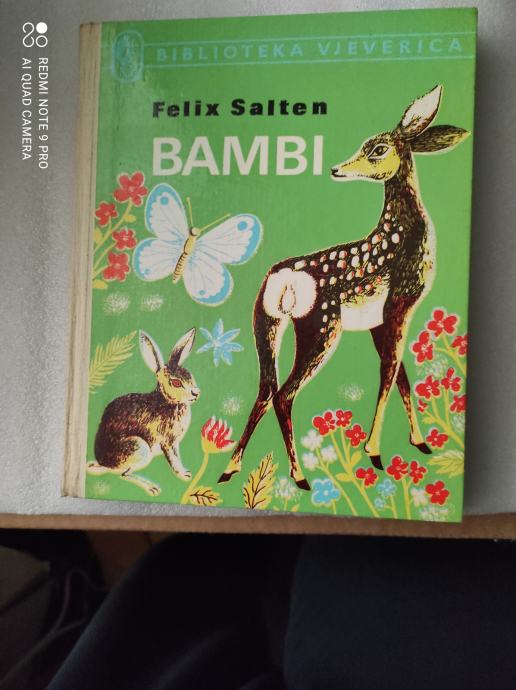 BIBLIOTEKA VJEVERICA
Felix Salten
BAMBI
REDMI NOTE 9 PRO
AI QUAD CAMERA